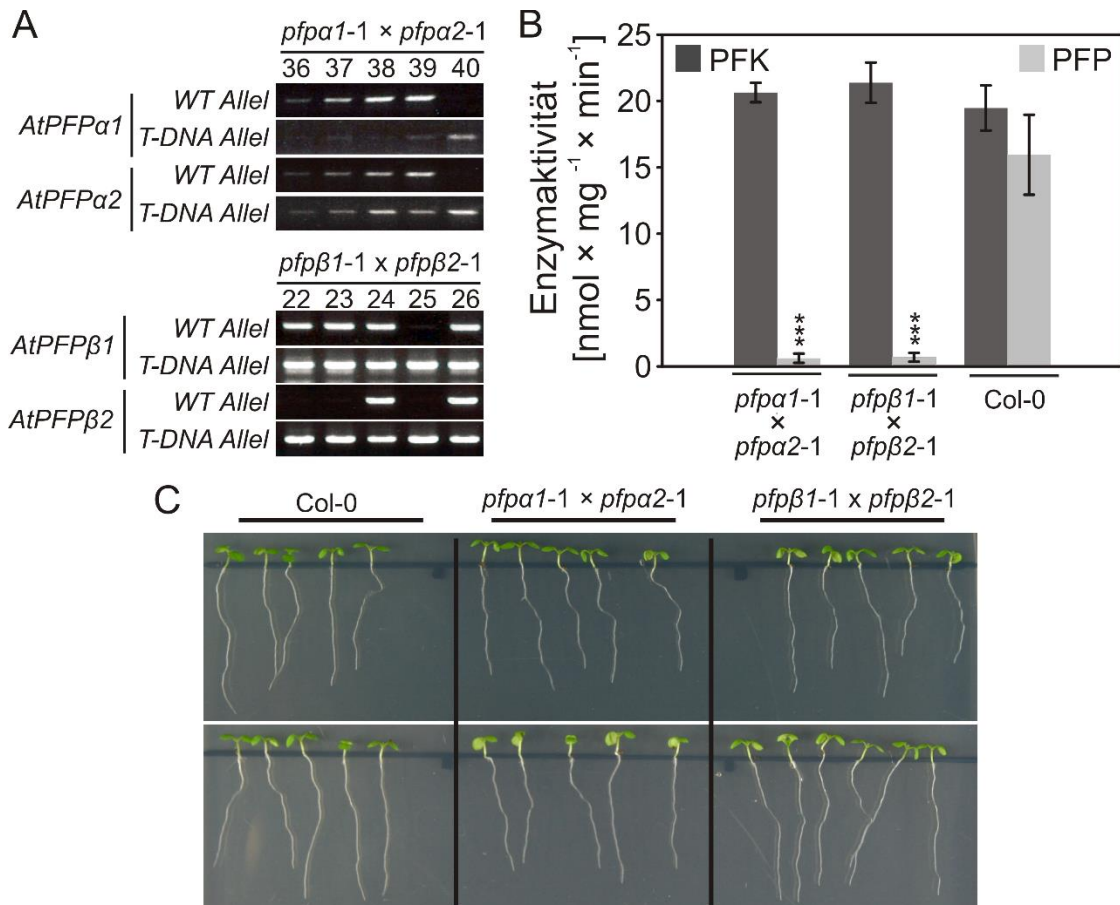 A
pfpα1-1 × pfpα2-1
36 37 38 39 40
AtPFPα1
WT Allel
T-DNA Allel
AtPFPα2
WT Allel
T-DNA Allel
pfpβ1-1 x pfpβ2-1
22 23 24 25 26
AtPFPβ1
WT Allel
T-DNA Allel
AtPFPβ2
WT Allel
T-DNA Allel
B
Enzymaktivität
[nmol × mg⁻¹ × min⁻¹]
25
20
15
10
5
0
PFK
PFP
***
***
pfpα1-1
×
pfpα2-1
pfpβ1-1
×
pfpβ2-1
Col-0
C
Col-0
pfpα1-1 × pfpα2-1
pfpβ1-1 x pfpβ2-1